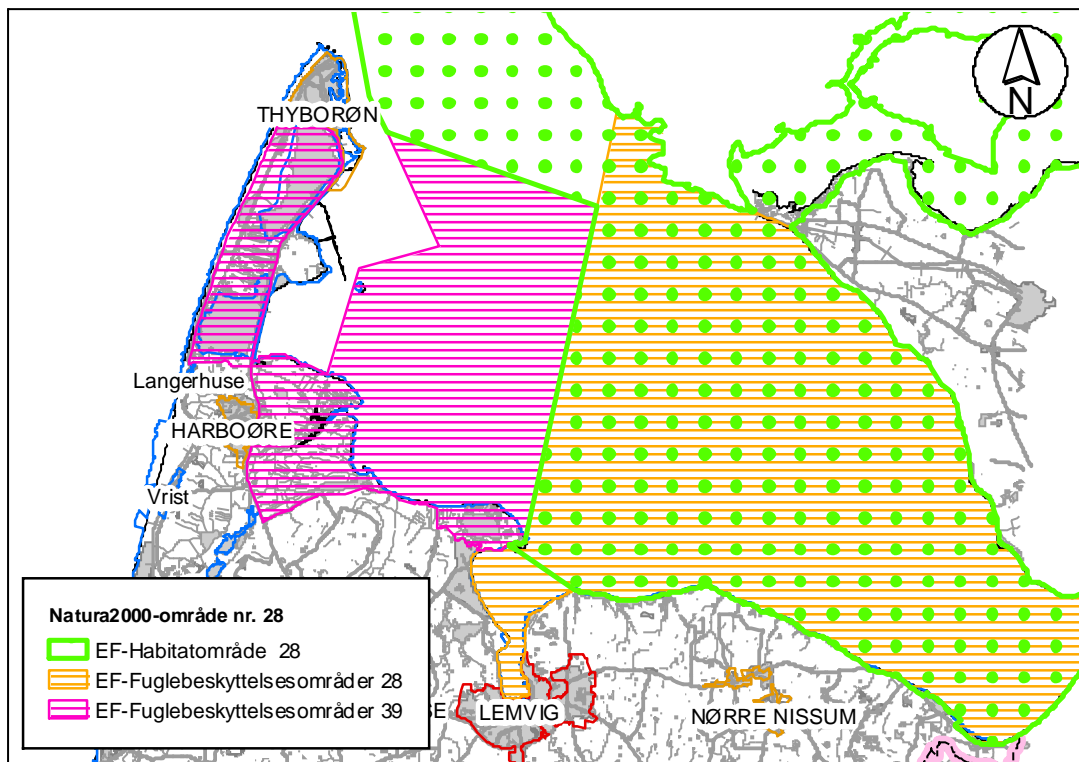 THYBORØN
N
Langerhuse
HARBOØRE
Vrist
Natura2000-område nr. 28
EF-Habitatområde 28
EF-Fuglebeskyttelsesområder 28
EF-Fuglebeskyttelsesområder 39
SE
LEMVIG
NØRRE NISSUM